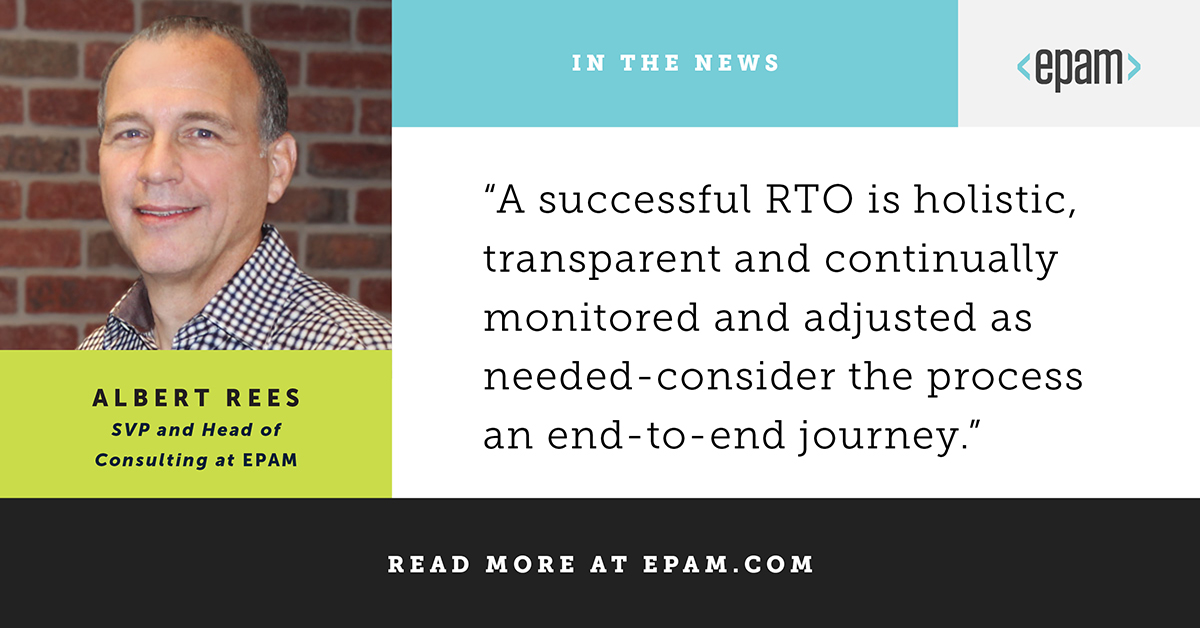 IN THE NEWS
<epam>
“A successful RTO is holistic,
transparent and continually
monitored and adjusted as
needed-consider the process
an end-to-end journey.”
ALBERT REES
SVP and Head of
Consulting at EPAM
READ MORE AT EPAM.COM